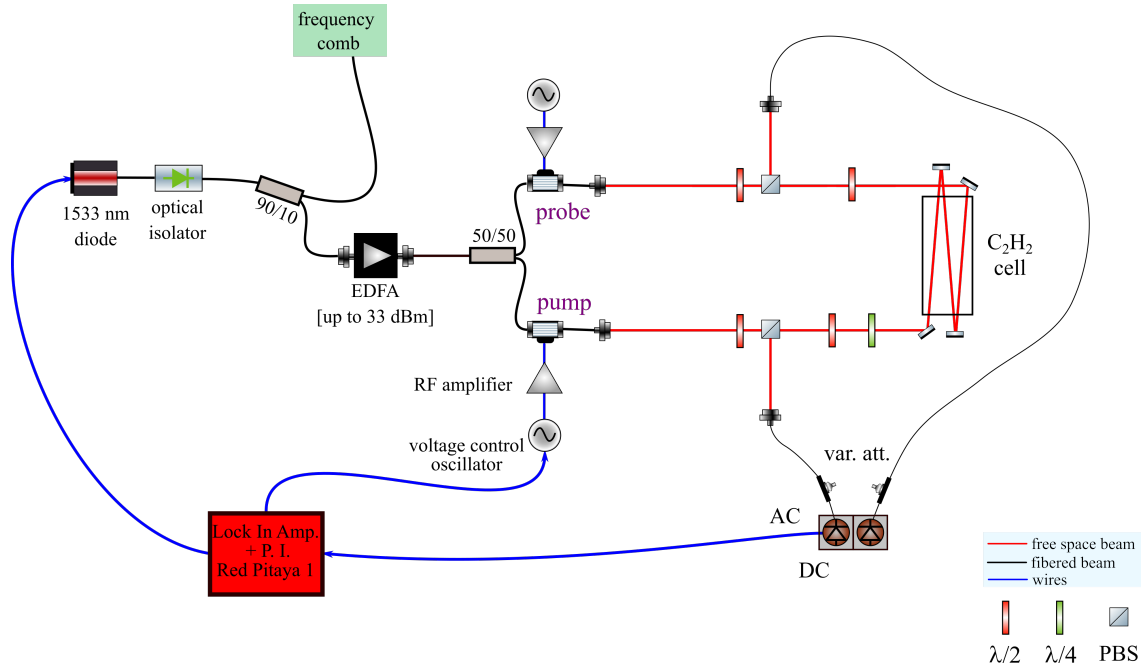 frequency
comb
1533 nm
diode
optical
isolator
90/10
EDFA
[up to 33 dBm]
50/50
probe
pump
C₂H₂
cell
RF amplifier
voltage control
oscillator
var. att.
Lock In Amp.
+ P. I.
Red Pitaya 1
AC
DC
free space beam
fibered beam
wires
λ/2
λ/4
PBS